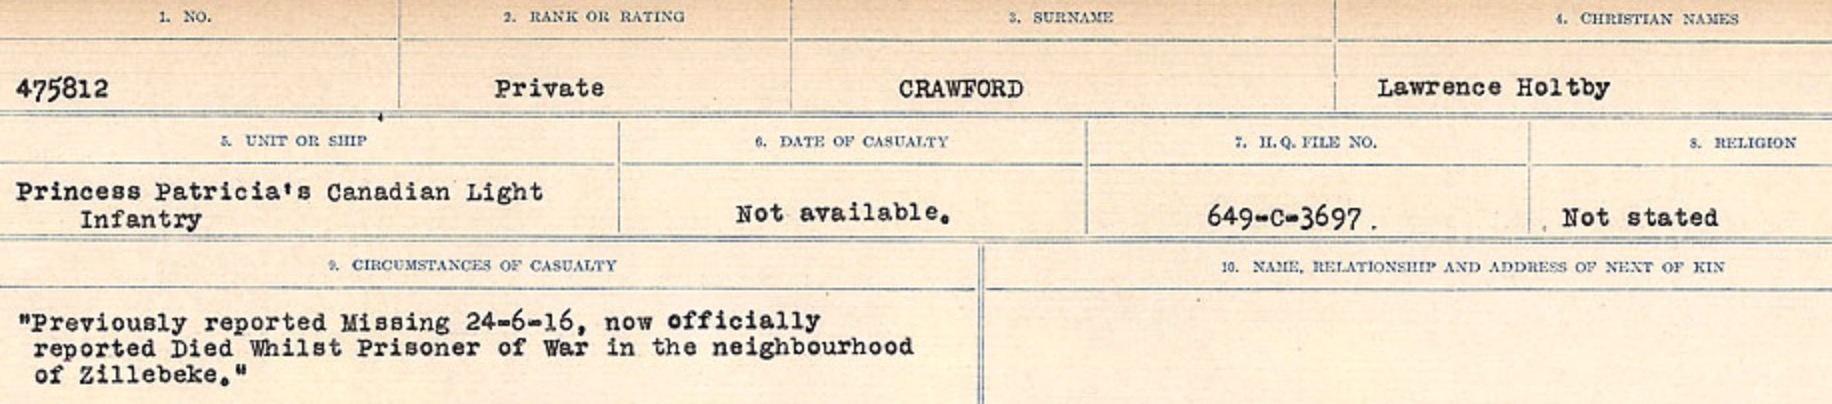 1. NO. 2. RANK OR RATING 3. SURNAME 4. CHRISTIAN NAMES
475812 Private CRAWFORD Lawrence Holtby
5. UNIT OR SHIP 6. DATE OF CASUALTY 7. H.Q. FILE NO. 8. RELIGION
Princess Patricia's Canadian Light
Infantry Not available. 649-C-3697. Not stated
9. CIRCUMSTANCES OF CASUALTY 10. NAME, RELATIONSHIP AND ADDRESS OF NEXT OF KIN
"Previously reported Missing 24-6-16, now officially
reported Died Whilst Prisoner of War in the neighbourhood
of Zillebeke."